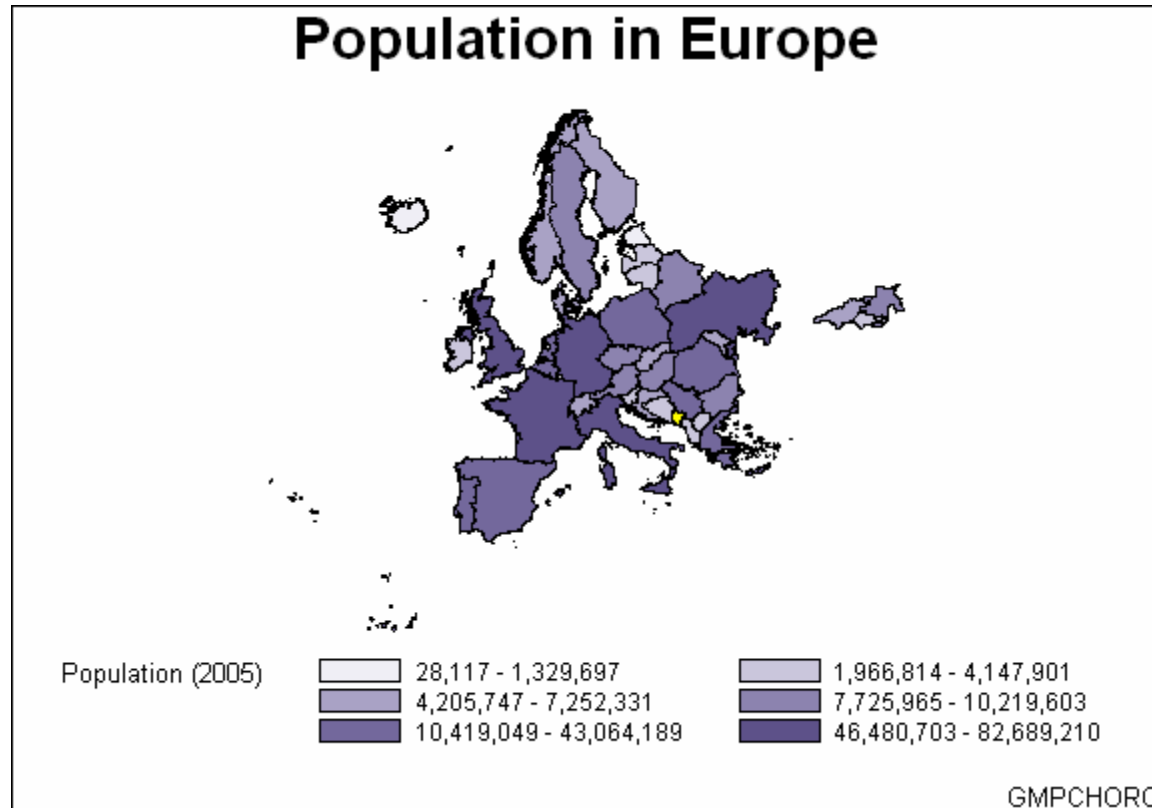 Population in Europe
Population (2005) 28,117 - 1,329,697 1,966,814 - 4,147,901
4,205,747 - 7,252,331 7,725,965 - 10,219,603
10,419,049 - 43,064,189 46,480,703 - 82,689,210
GMPCHORO